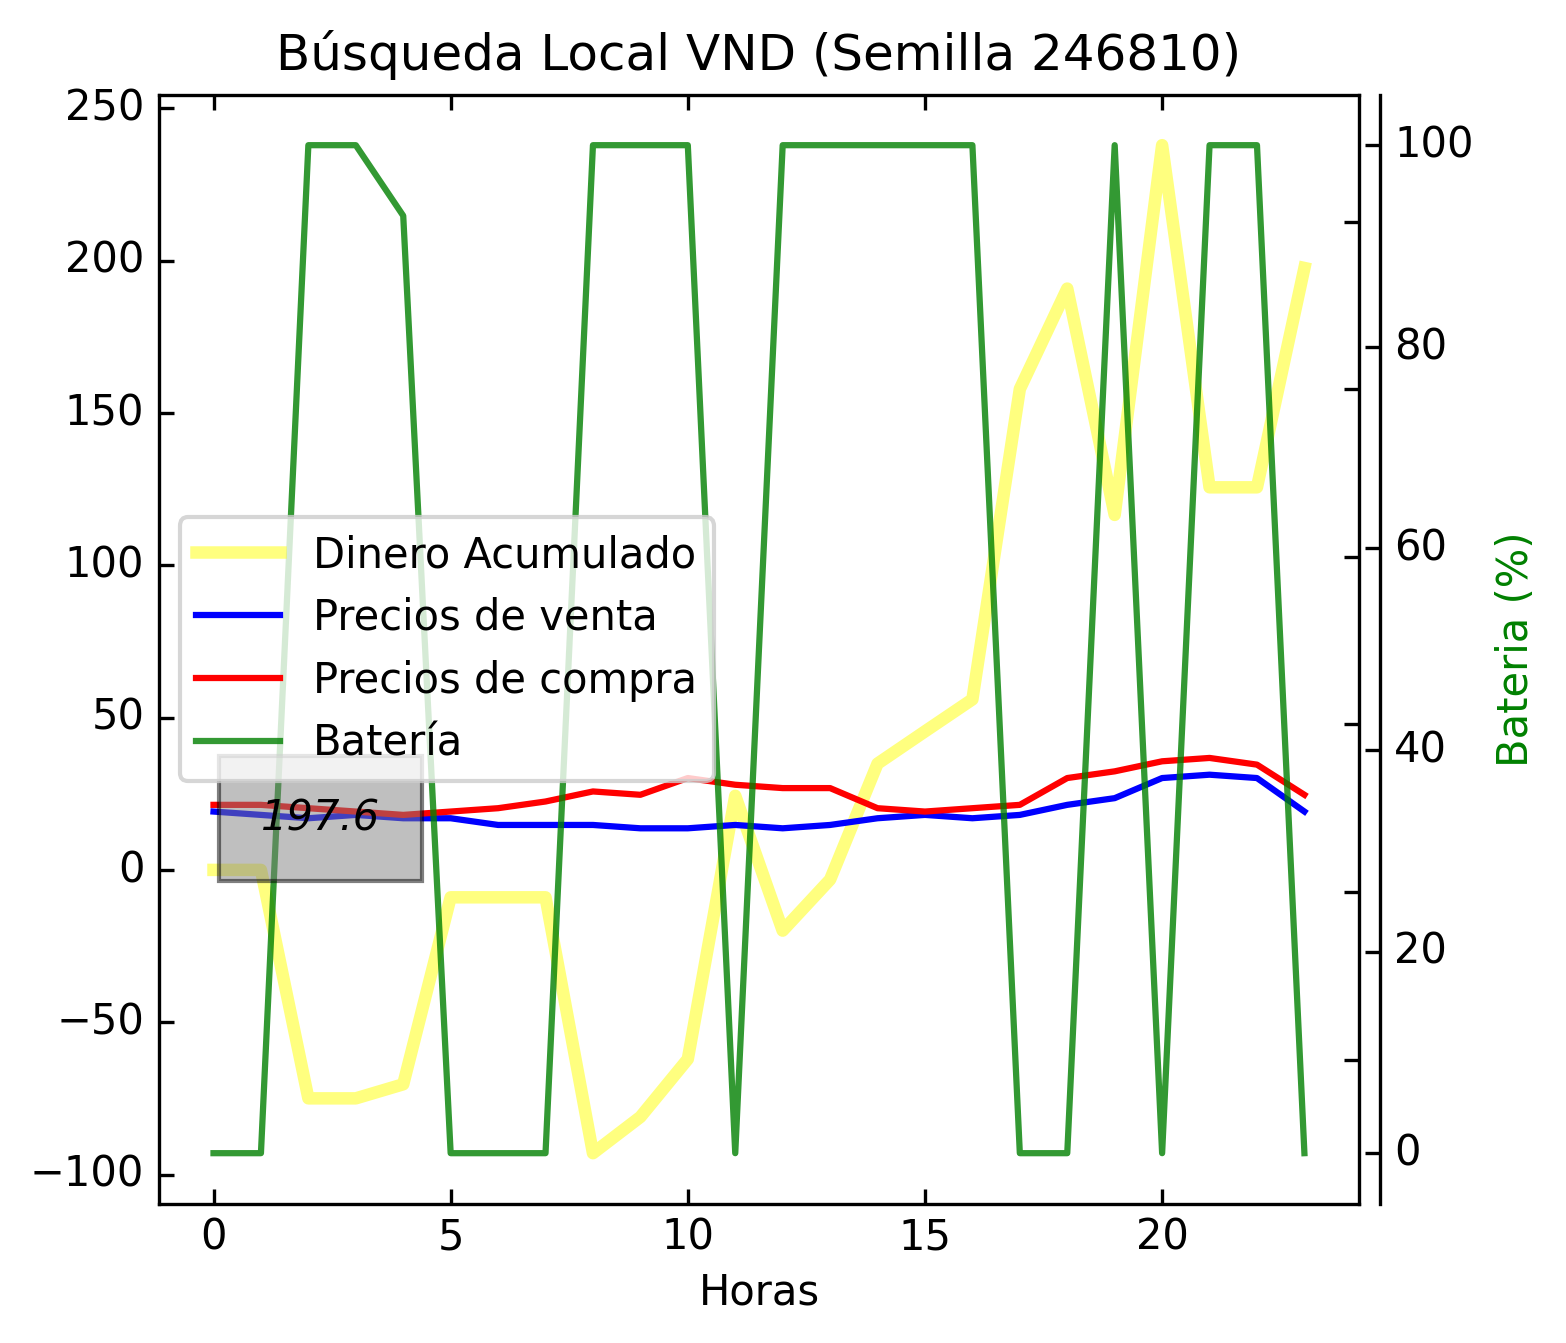 Búsqueda Local VND (Semilla 246810)
250
200
150
100
50
0
−50
−100
100
80
60
40
20
0
Bateria (%)
Dinero Acumulado
Precios de venta
Precios de compra
Batería
197.6
0 5 10 15 20
Horas